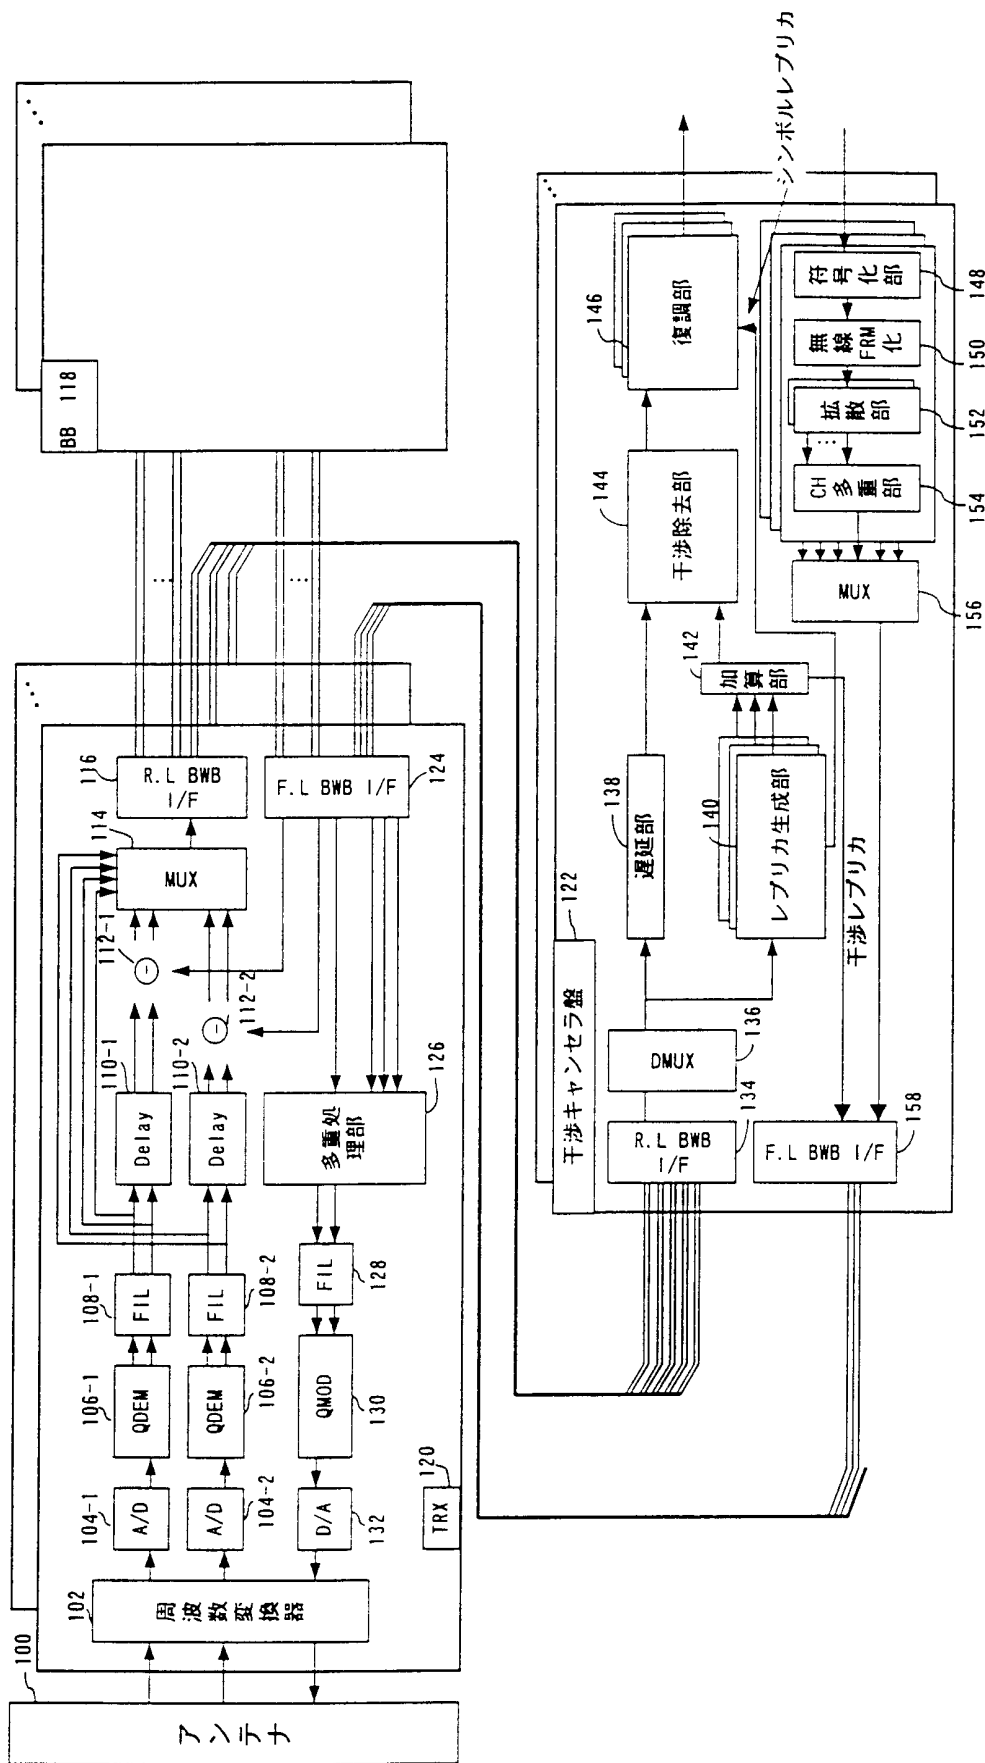 アンテナ
100
周波数変換器
102
A/D
104-1
A/D
104-2
QDEM
106-1
QDEM
106-2
FIL
108-1
FIL
108-2
Delay
110-1
Delay
110-2
−
112-1
−
112-2
MUX
114
R.L BWB
I/F
116
BB 118
TRX
120
F.L BWB I/F
124
多重処
理部
126
FIL
128
QMOD
130
D/A
132
干渉キャンセラ盤
122
R.L BWB
I/F
134
DMUX
136
遅延部
138
レプリカ生成部
140
加算部
142
干渉除去部
144
復調部
146
シンボルレプリカ
干渉レプリカ
符号化部
148
無線
FRM化
150
拡散部
152
CH
多重部
154
MUX
156
F.L BWB I/F
158